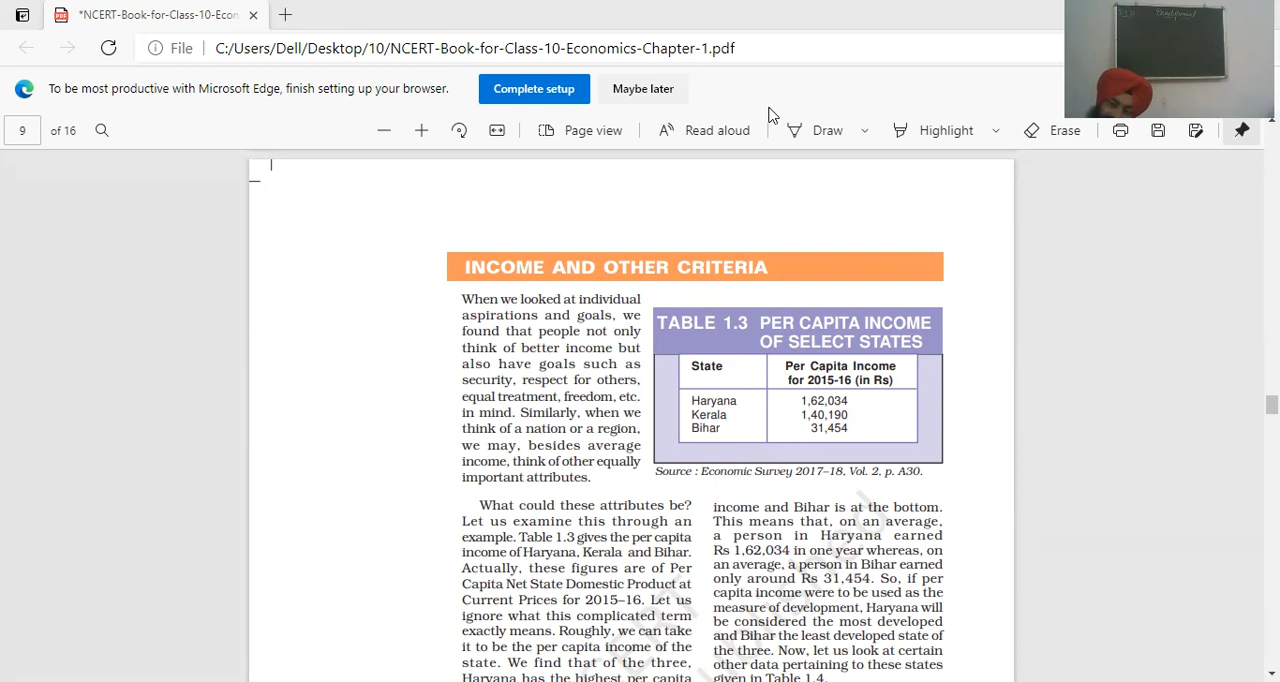 *NCERT-Book-for-Class-10-Econ
File
C:/Users/Dell/Desktop/10/NCERT-Book-for-Class-10-Economics-Chapter-1.pdf
To be most productive with Microsoft Edge, finish setting up your browser.
Complete setup
Maybe later
9 of 16
Page view
Read aloud
Draw
Highlight
Erase
Development
INCOME AND OTHER CRITERIA
When we looked at individual
aspirations and goals, we
found that people not only
think of better income but
also have goals such as
security, respect for others,
equal treatment, freedom, etc.
in mind. Similarly, when we
think of a nation or a region,
we may, besides average
income, think of other equally
important attributes.
TABLE 1.3 PER CAPITA INCOME
OF SELECT STATES
State Per Capita Income
for 2015-16 (in Rs)
Haryana 1,62,034
Kerala 1,40,190
Bihar 31,454
Source : Economic Survey 2017–18, Vol. 2, p. A30.
What could these attributes be?
Let us examine this through an
example. Table 1.3 gives the per capita
income of Haryana, Kerala and Bihar.
Actually, these figures are of Per
Capita Net State Domestic Product at
Current Prices for 2015–16. Let us
ignore what this complicated term
exactly means. Roughly, we can take
it to be the per capita income of the
state. We find that of the three,
Haryana has the highest per capita
income and Bihar is at the bottom.
This means that, on an average,
a person in Haryana earned
Rs 1,62,034 in one year whereas, on
an average, a person in Bihar earned
only around Rs 31,454. So, if per
capita income were to be used as the
measure of development, Haryana will
be considered the most developed
and Bihar the least developed state of
the three. Now, let us look at certain
other data pertaining to these states
given in Table 1.4.